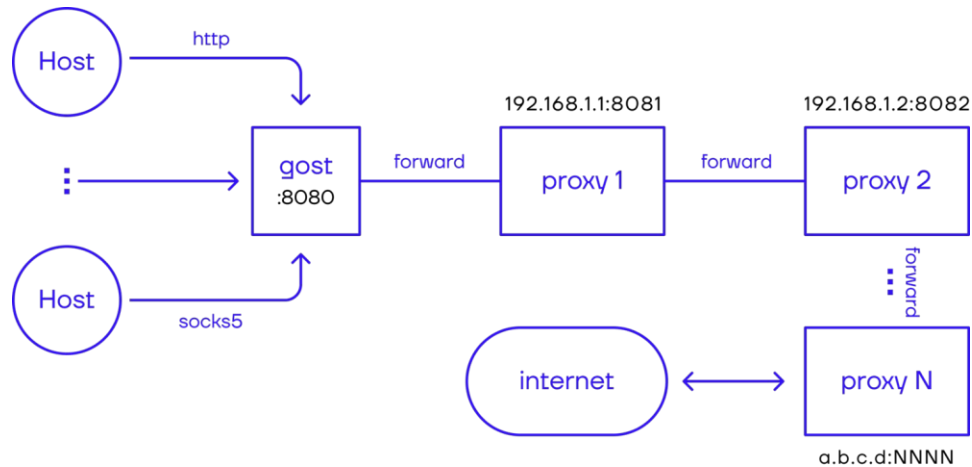 http
Host
192.168.1.1:8081
192.168.1.2:8082
gost
:8080
forward
proxy 1
forward
proxy 2
Host
socks5
forward
internet
proxy N
a.b.c.d:NNNN